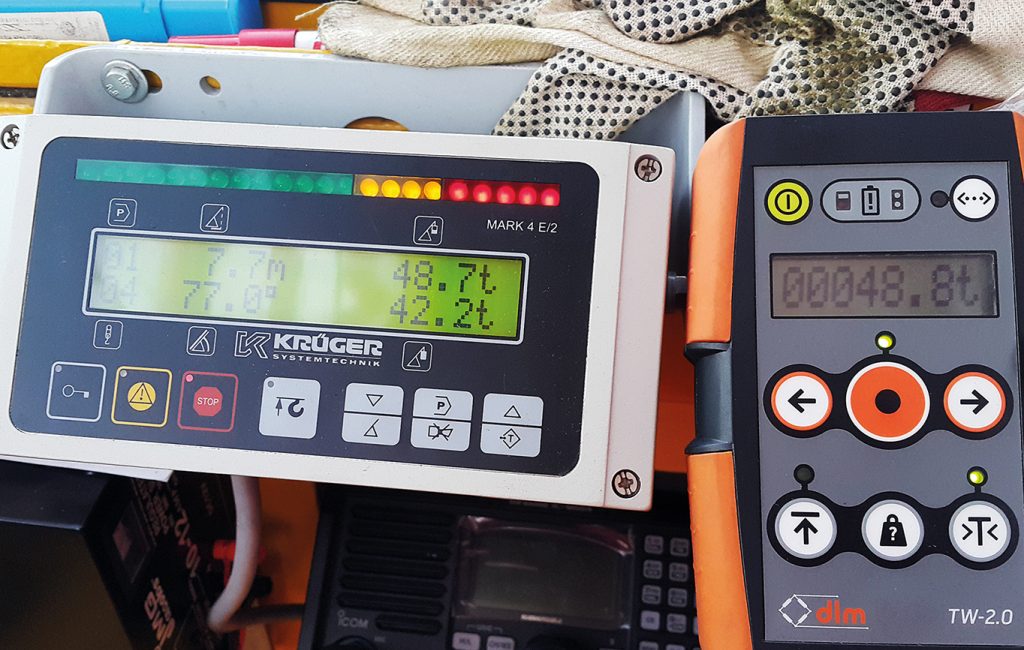 MARK 4 E/2
P
01 7.7m 48.7t
04 77.0° 42.2t
KRÜGER
SYSTEMTECHNIK
STOP
P
T
ICOM
00048.8t
?
>T<
dlm
TW-2.0